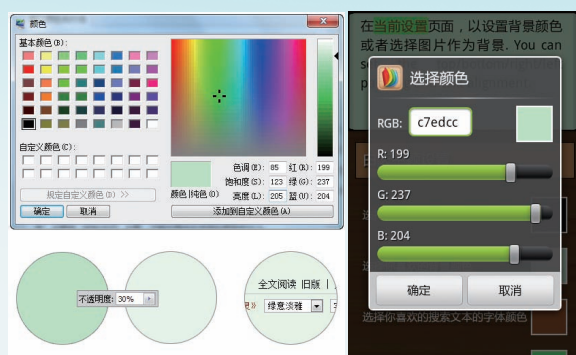 颜色
基本颜色(B):
自定义颜色(C):
规定自定义颜色(D) >>
确定 取消
色调(E): 85 红(R): 199
饱和度(S): 123 绿(G): 237
颜色|纯色(O) 亮度(L): 205 蓝(U): 204
添加到自定义颜色(A)
不透明度: 30%
全文阅读 旧版 |
绿意淡雅
在当前设置页面,以设置背景颜色
或者选择图片作为背景. You can
选择颜色
RGB: c7edcc
R: 199
G: 237
B: 204
确定 取消
选择你喜欢的搜索文本的字体颜色